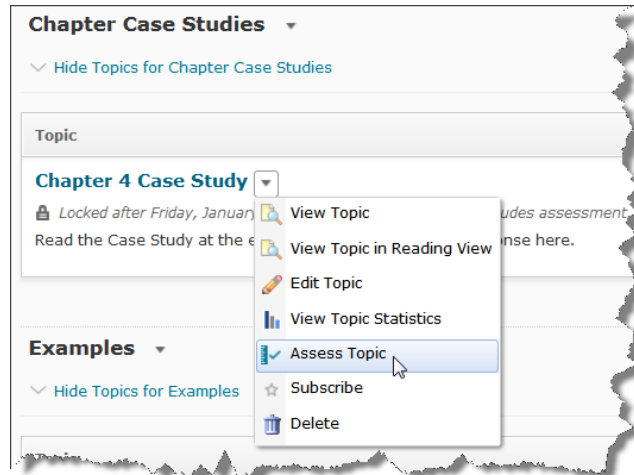 Chapter Case Studies
Hide Topics for Chapter Case Studies
Topic
Chapter 4 Case Study
Locked after Friday, January udes assessment
Read the Case Study at the e nse here.
View Topic
View Topic in Reading View
Edit Topic
View Topic Statistics
Assess Topic
Subscribe
Delete
Examples
Hide Topics for Examples